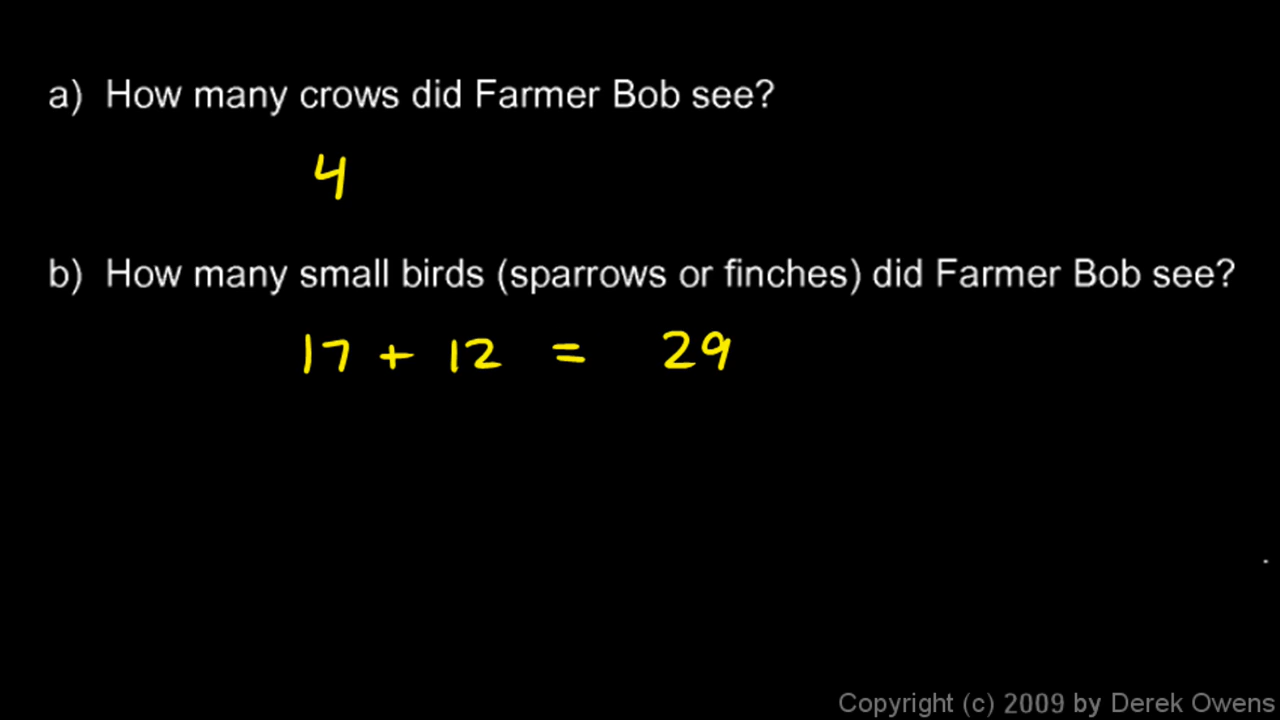 a) How many crows did Farmer Bob see?
4
b) How many small birds (sparrows or finches) did Farmer Bob see?
17 + 12 = 29
Copyright (c) 2009 by Derek Owens